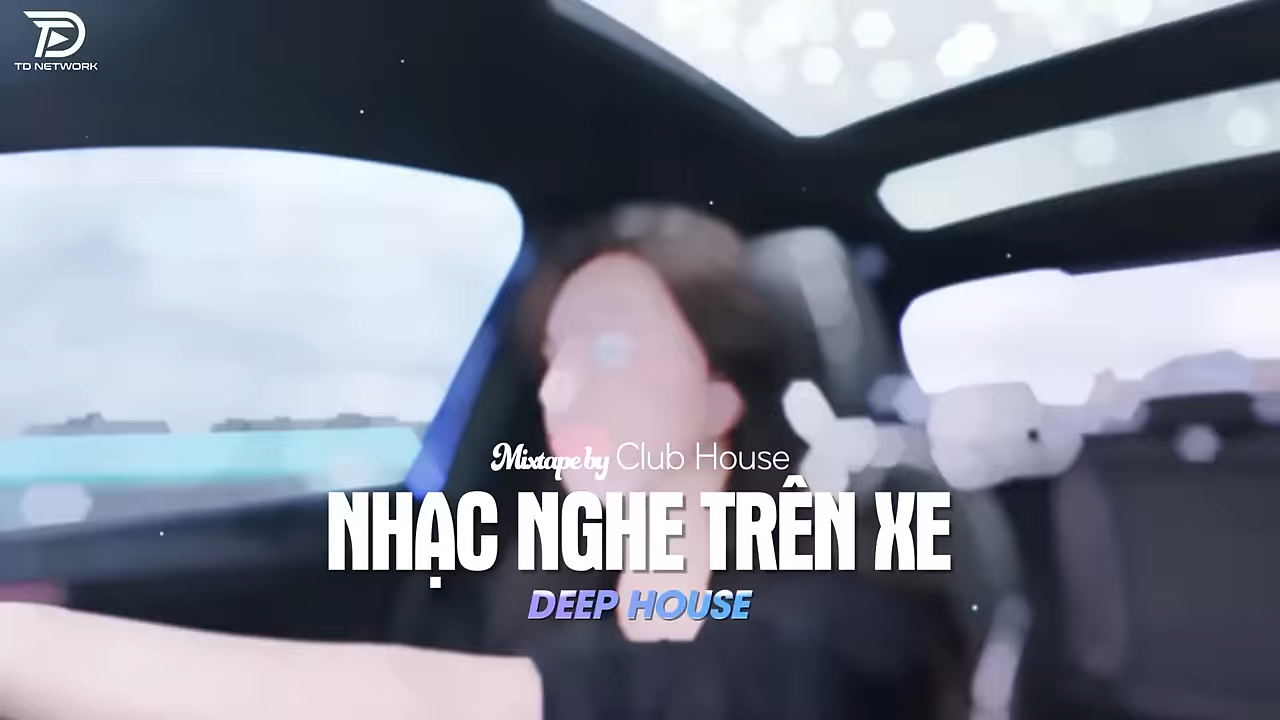 TD NETWORK
Mixtape by Club House
NHẠC NGHE TRÊN XE
DEEP HOUSE